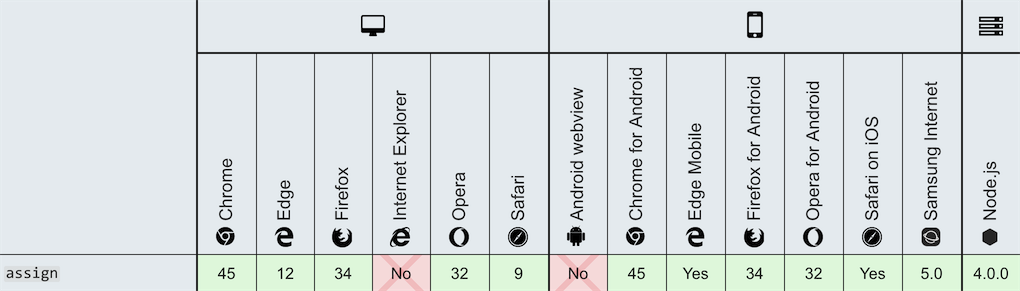 Chrome
Edge
Firefox
Internet Explorer
Opera
Safari
Android webview
Chrome for Android
Edge Mobile
Firefox for Android
Opera for Android
Safari on iOS
Samsung Internet
Node.js
assign 45 12 34 No 32 9 No 45 Yes 34 32 Yes 5.0 4.0.0